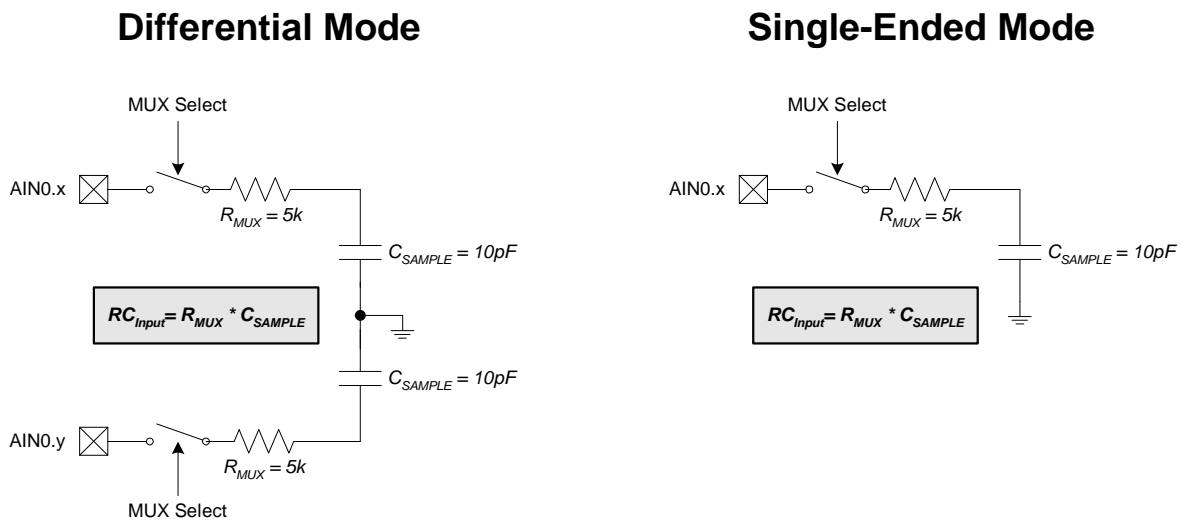 Differential Mode
MUX Select
AIN0.x
R_MUX = 5k
C_SAMPLE = 10pF
RC_Input= R_MUX * C_SAMPLE
C_SAMPLE = 10pF
AIN0.y
R_MUX = 5k
MUX Select
Single-Ended Mode
MUX Select
AIN0.x
R_MUX = 5k
C_SAMPLE = 10pF
RC_Input= R_MUX * C_SAMPLE